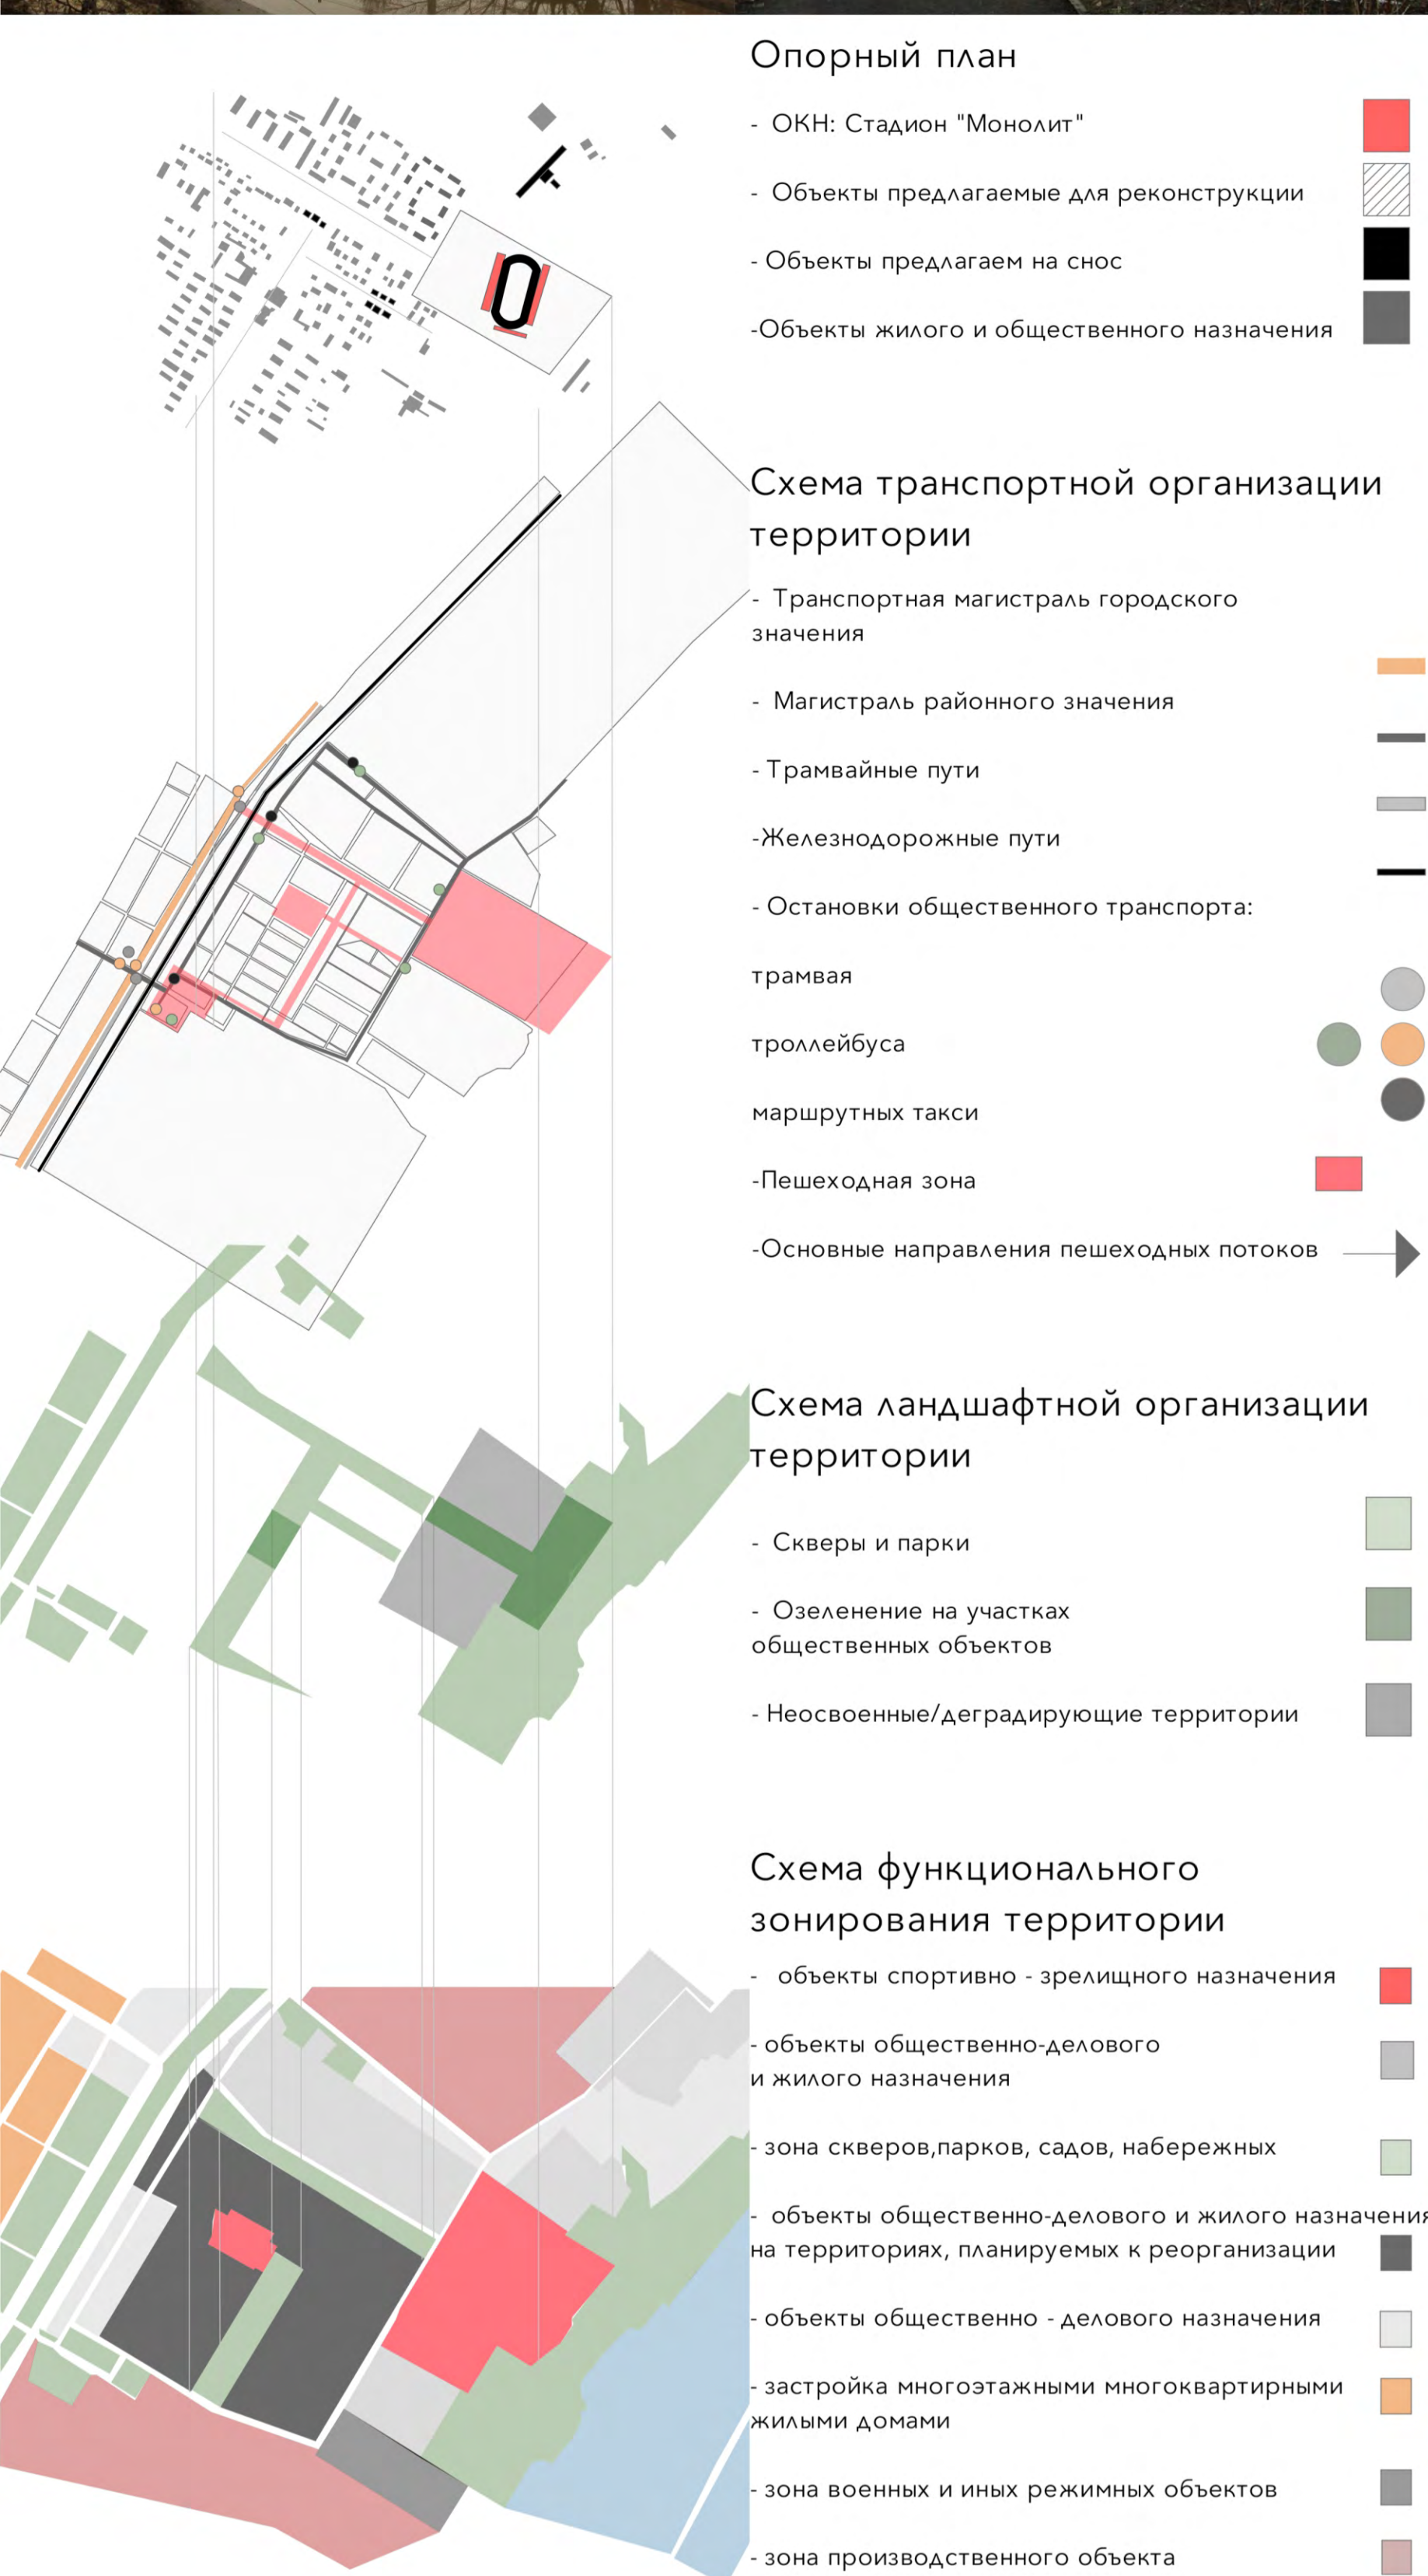 Опорный план
- ОКН: Стадион "Монолит"
- Объекты предлагаемые для реконструкции
- Объекты предлагаем на снос
-Объекты жилого и общественного назначения
Схема транспортной организации
территории
- Транспортная магистраль городского
значения
- Магистраль районного значения
- Трамвайные пути
-Железнодорожные пути
- Остановки общественного транспорта:
трамвая
троллейбуса
маршрутных такси
-Пешеходная зона
-Основные направления пешеходных потоков
Схема ландшафтной организации
территории
- Скверы и парки
- Озеленение на участках
общественных объектов
- Неосвоенные/деградирующие территории
Схема функционального
зонирования территории
- объекты спортивно - зрелищного назначения
- объекты общественно-делового
и жилого назначения
- зона скверов,парков, садов, набережных
- объекты общественно-делового и жилого назначения
на территориях, планируемых к реорганизации
- объекты общественно - делового назначения
- застройка многоэтажными многоквартирными
жилыми домами
- зона военных и иных режимных объектов
- зона производственного объекта